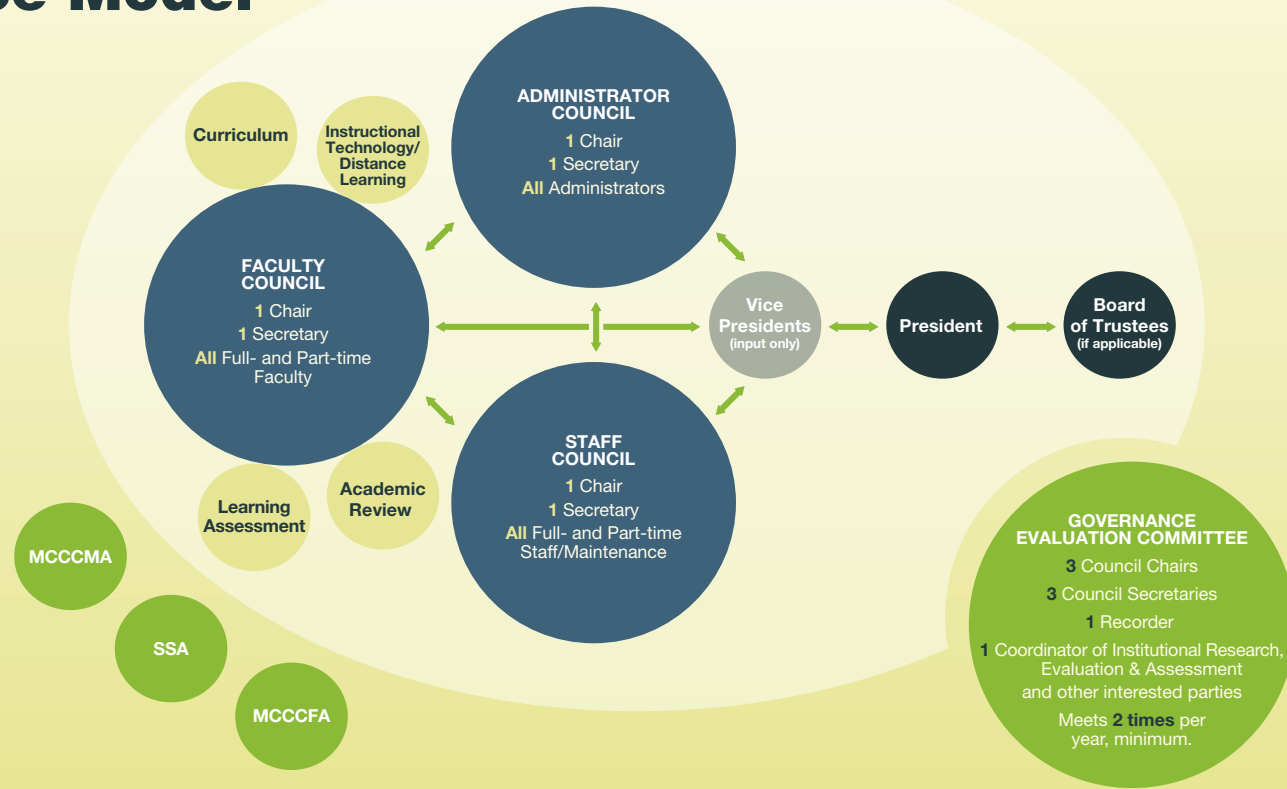 ce Model
ADMINISTRATOR
COUNCIL
1 Chair
1 Secretary
All Administrators
Curriculum
Instructional
Technology/
Distance
Learning
FACULTY
COUNCIL
1 Chair
1 Secretary
All Full- and Part-time
Faculty
Vice
Presidents
(input only)
President
Board
of Trustees
(if applicable)
STAFF
COUNCIL
1 Chair
1 Secretary
All Full- and Part-time
Staff/Maintenance
Learning
Assessment
Academic
Review
MCCCMA
SSA
MCCCFA
GOVERNANCE
EVALUATION COMMITTEE
3 Council Chairs
3 Council Secretaries
1 Recorder
1 Coordinator of Institutional Research,
Evaluation & Assessment
and other interested parties
Meets 2 times per
year, minimum.